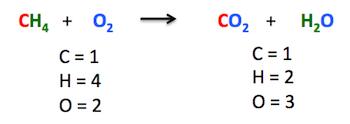 CH₄ + O₂ → CO₂ + H₂O
C = 1 C = 1
H = 4 H = 2
O = 2 O = 3